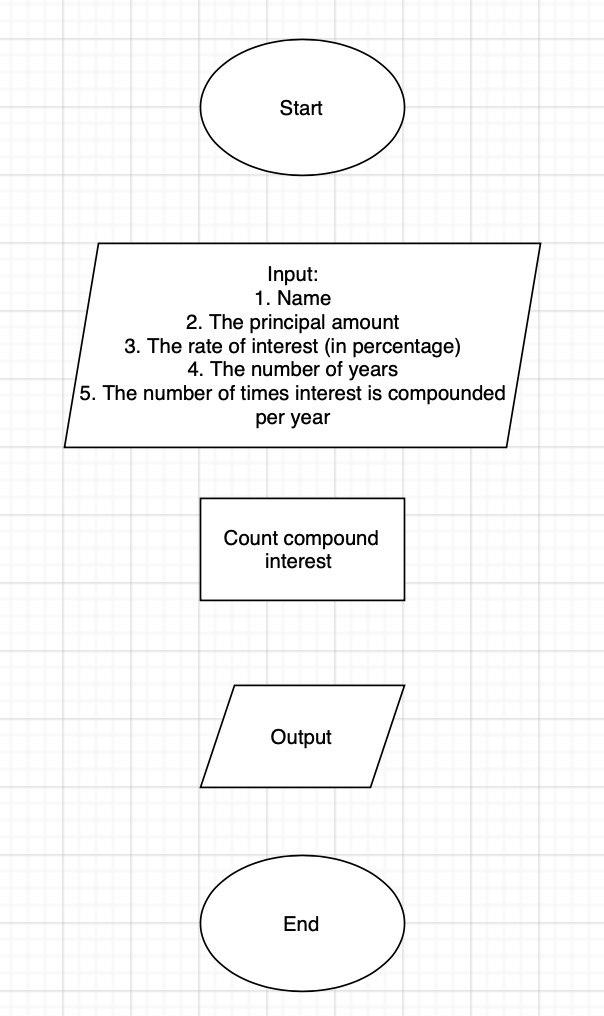 Start
Input:
1. Name
2. The principal amount
3. The rate of interest (in percentage)
4. The number of years
5. The number of times interest is compounded
per year
Count compound
interest
Output
End